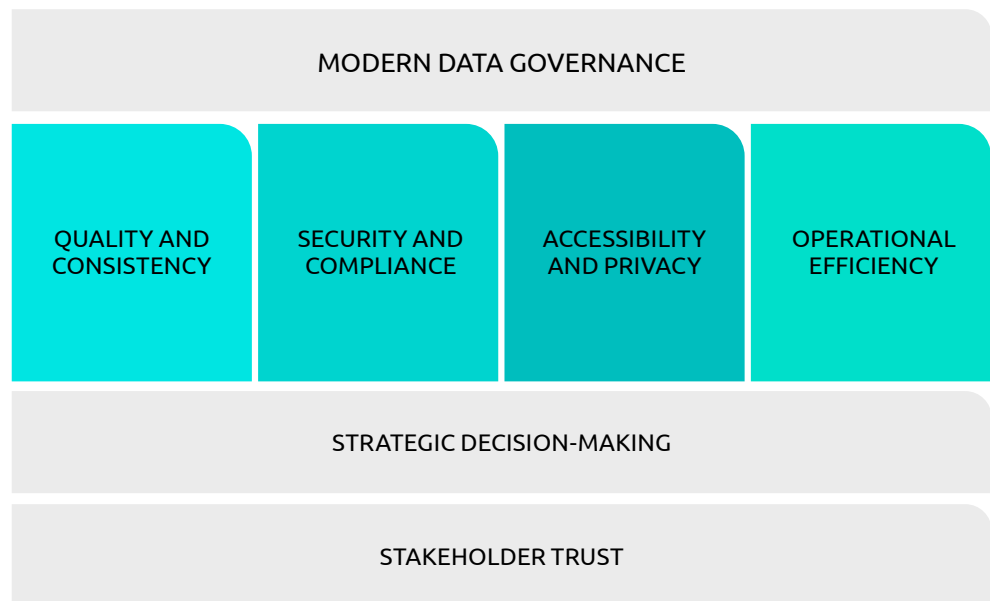 MODERN DATA GOVERNANCE
QUALITY AND
CONSISTENCY
SECURITY AND
COMPLIANCE
ACCESSIBILITY
AND PRIVACY
OPERATIONAL
EFFICIENCY
STRATEGIC DECISION-MAKING
STAKEHOLDER TRUST